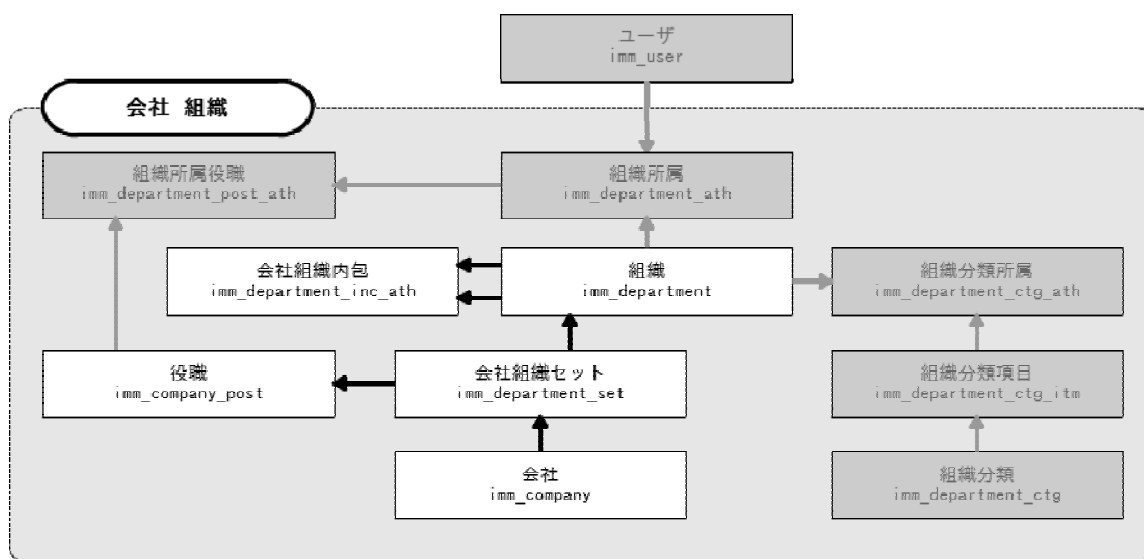 ユーザ
imm_user
会社 組織
組織所属役職
imm_department_post_ath
組織所属
imm_department_ath
会社組織内包
imm_department_inc_ath
組織
imm_department
組織分類所属
imm_department_ctg_ath
役職
imm_company_post
会社組織セット
imm_department_set
組織分類項目
imm_department_ctg_itm
会社
imm_company
組織分類
imm_department_ctg